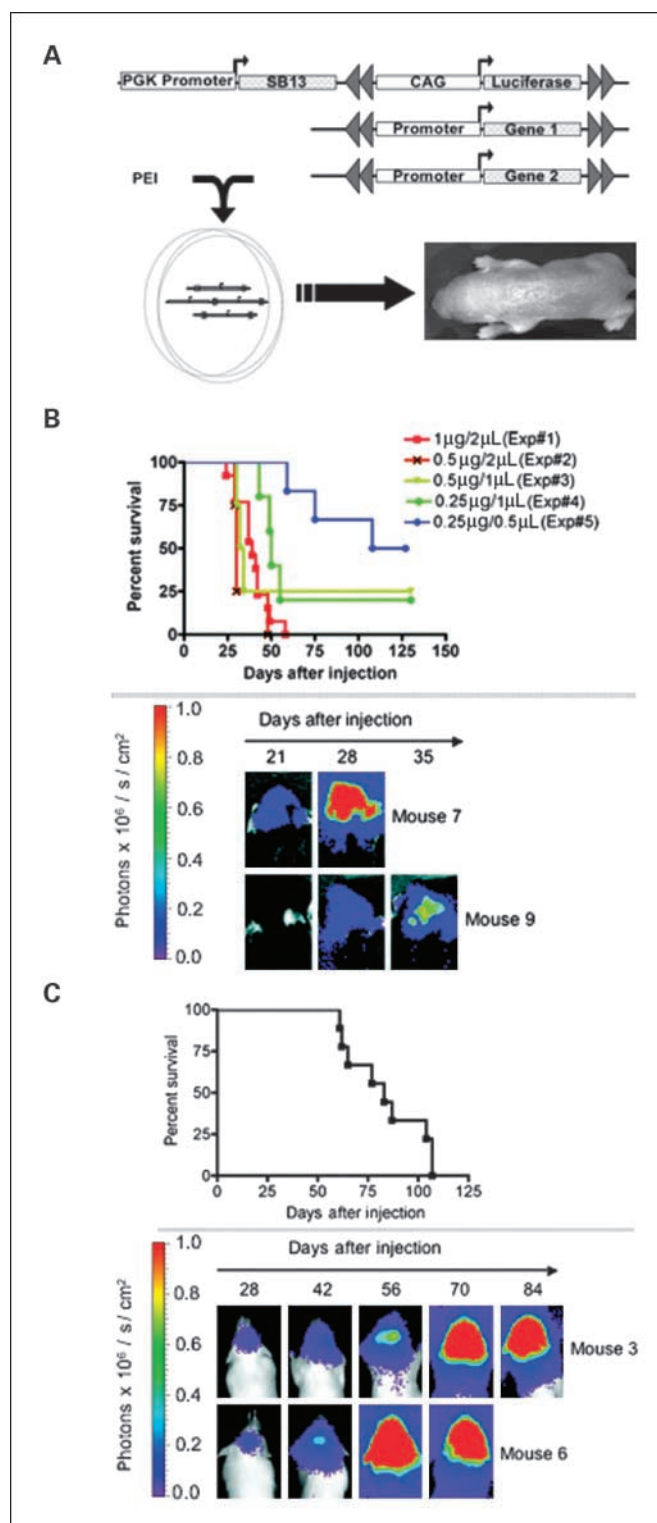 A
PGK Promoter SB13 CAG Luciferase
Promoter Gene 1
Promoter Gene 2
PEI
B
1µg/2µL(Exp#1)
0.5µg/2µL(Exp#2)
0.5µg/1µL(Exp#3)
0.25µg/1µL(Exp#4)
0.25µg/0.5µL(Exp#5)
Percent survival
100
75
50
25
0
0 25 50 75 100 125 150
Days after injection
Photons x 10⁶ / s / cm²
1.0
0.8
0.6
0.4
0.2
0.0
Days after injection
21 28 35
Mouse 7
Mouse 9
C
Percent survival
100
75
50
25
0
0 25 50 75 100 125
Days after injection
Photons x 10⁶ / s / cm²
1.0
0.8
0.6
0.4
0.2
0.0
Days after injection
28 42 56 70 84
Mouse 3
Mouse 6